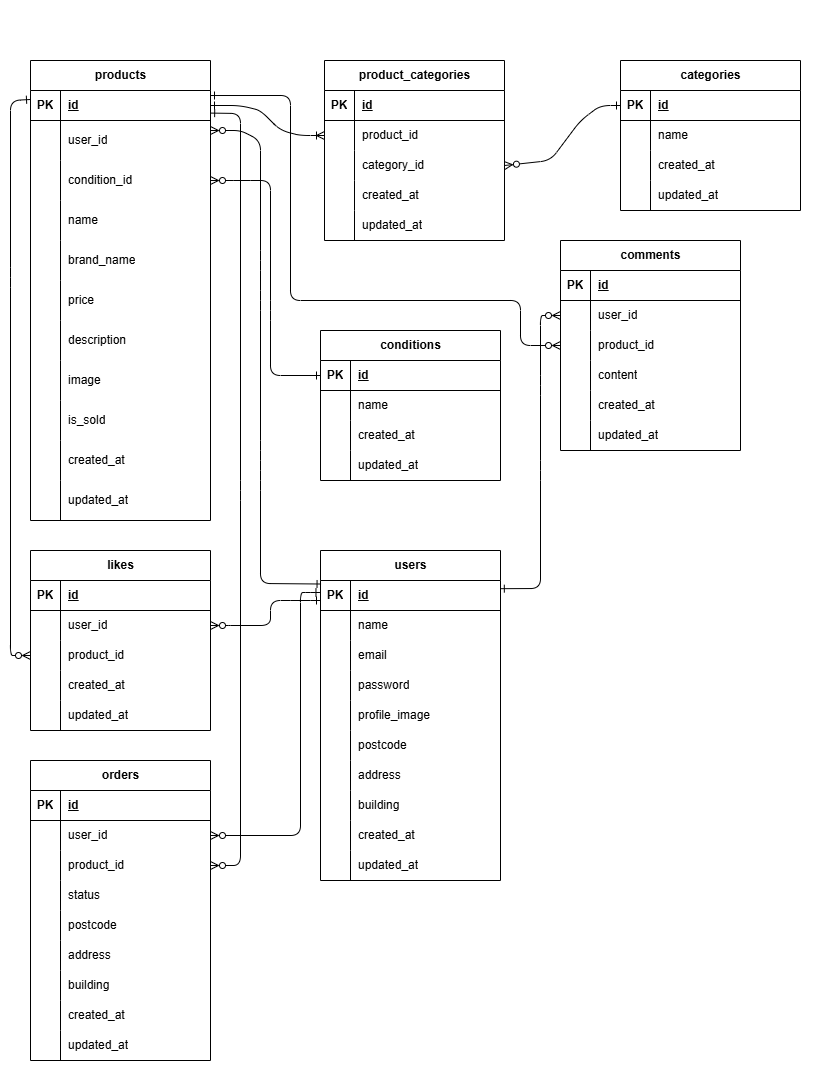 products
PK id
user_id
condition_id
name
brand_name
price
description
image
is_sold
created_at
updated_at
product_categories
PK id
product_id
category_id
created_at
updated_at
categories
PK id
name
created_at
updated_at
comments
PK id
user_id
product_id
content
created_at
updated_at
conditions
PK id
name
created_at
updated_at
likes
PK id
user_id
product_id
created_at
updated_at
users
PK id
name
email
password
profile_image
postcode
address
building
created_at
updated_at
orders
PK id
user_id
product_id
status
postcode
address
building
created_at
updated_at